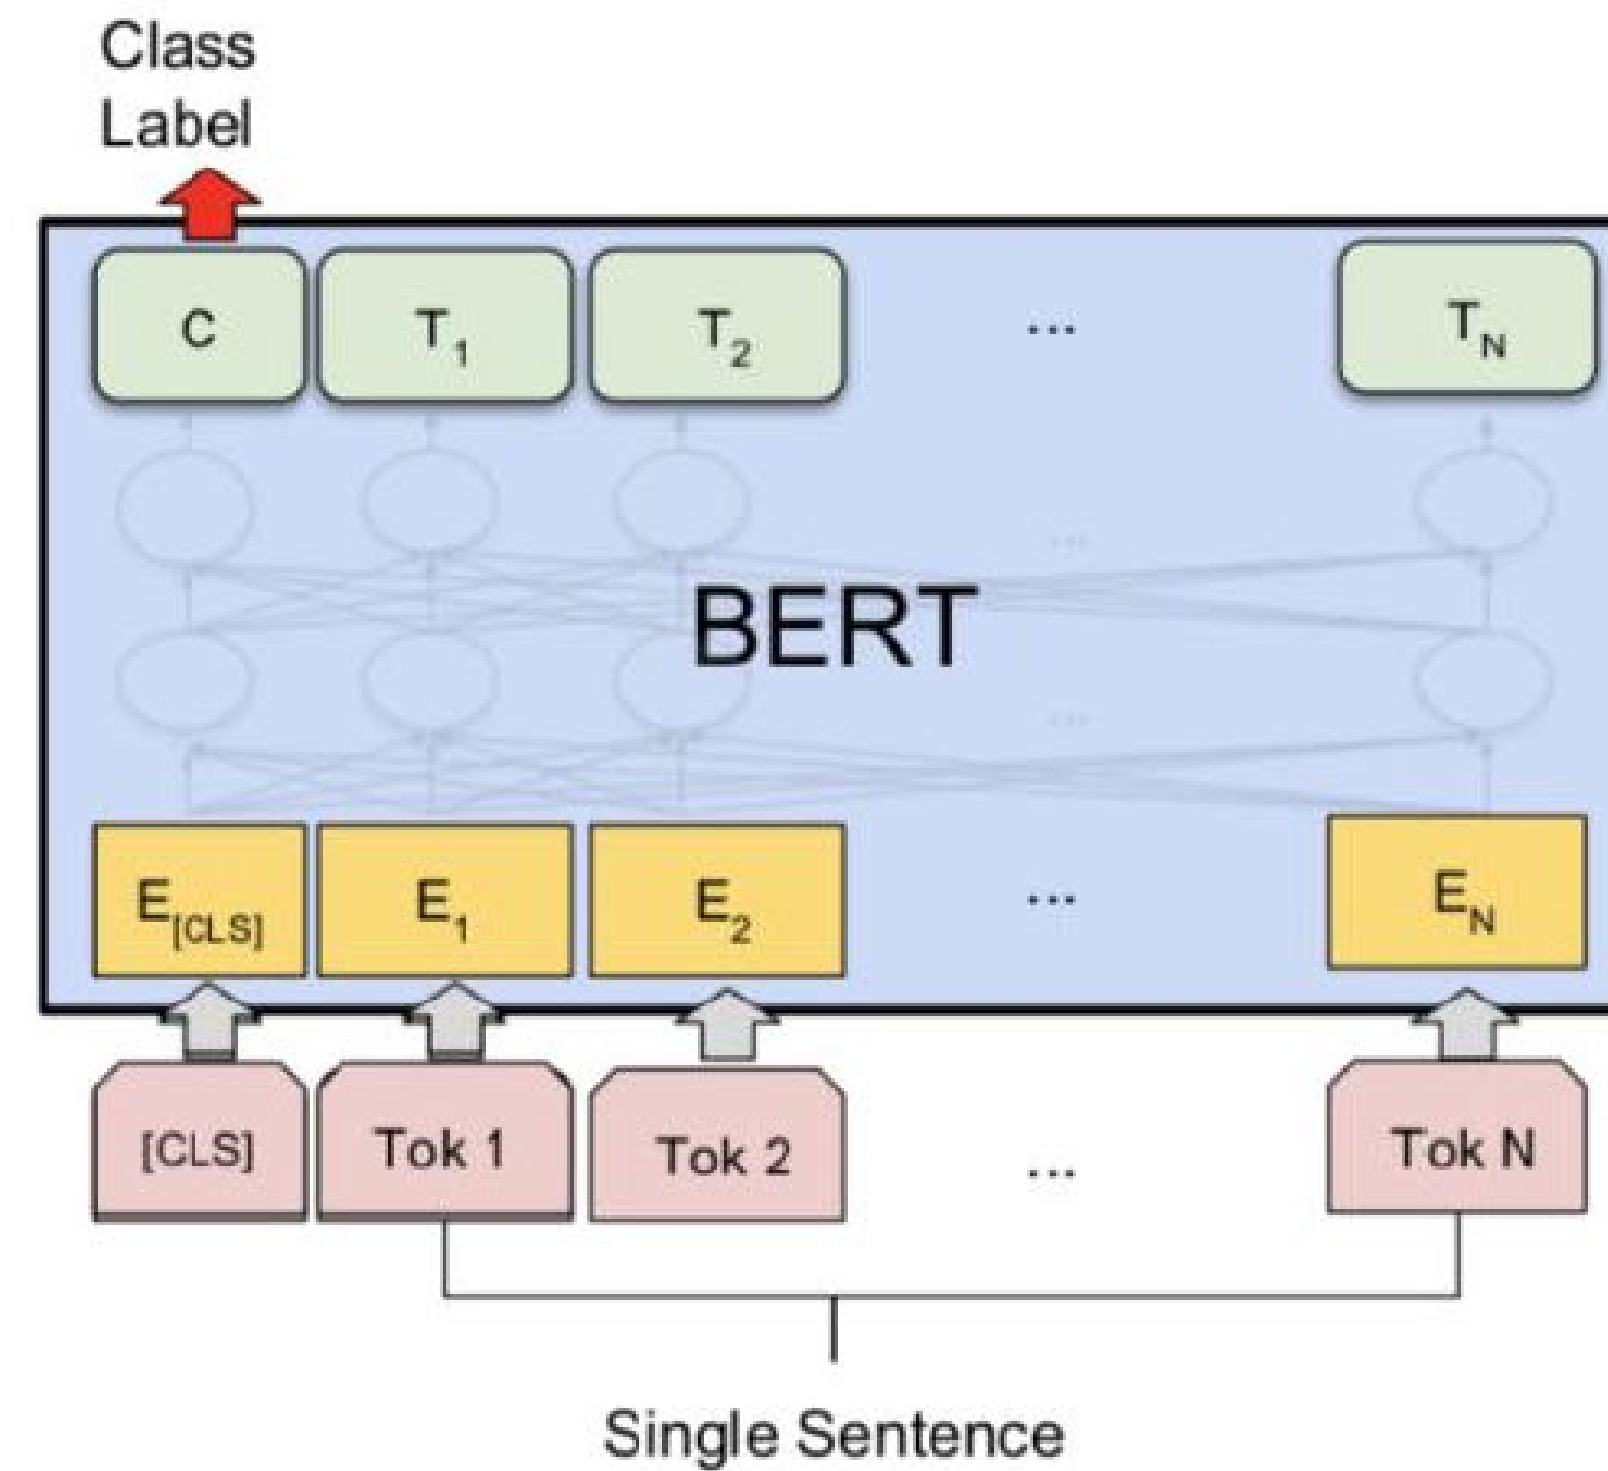 Class
Label
C T1 T2 ... TN
...
BERT
...
E[CLS] E1 E2 ... EN
[CLS] Tok 1 Tok 2 ... Tok N
Single Sentence